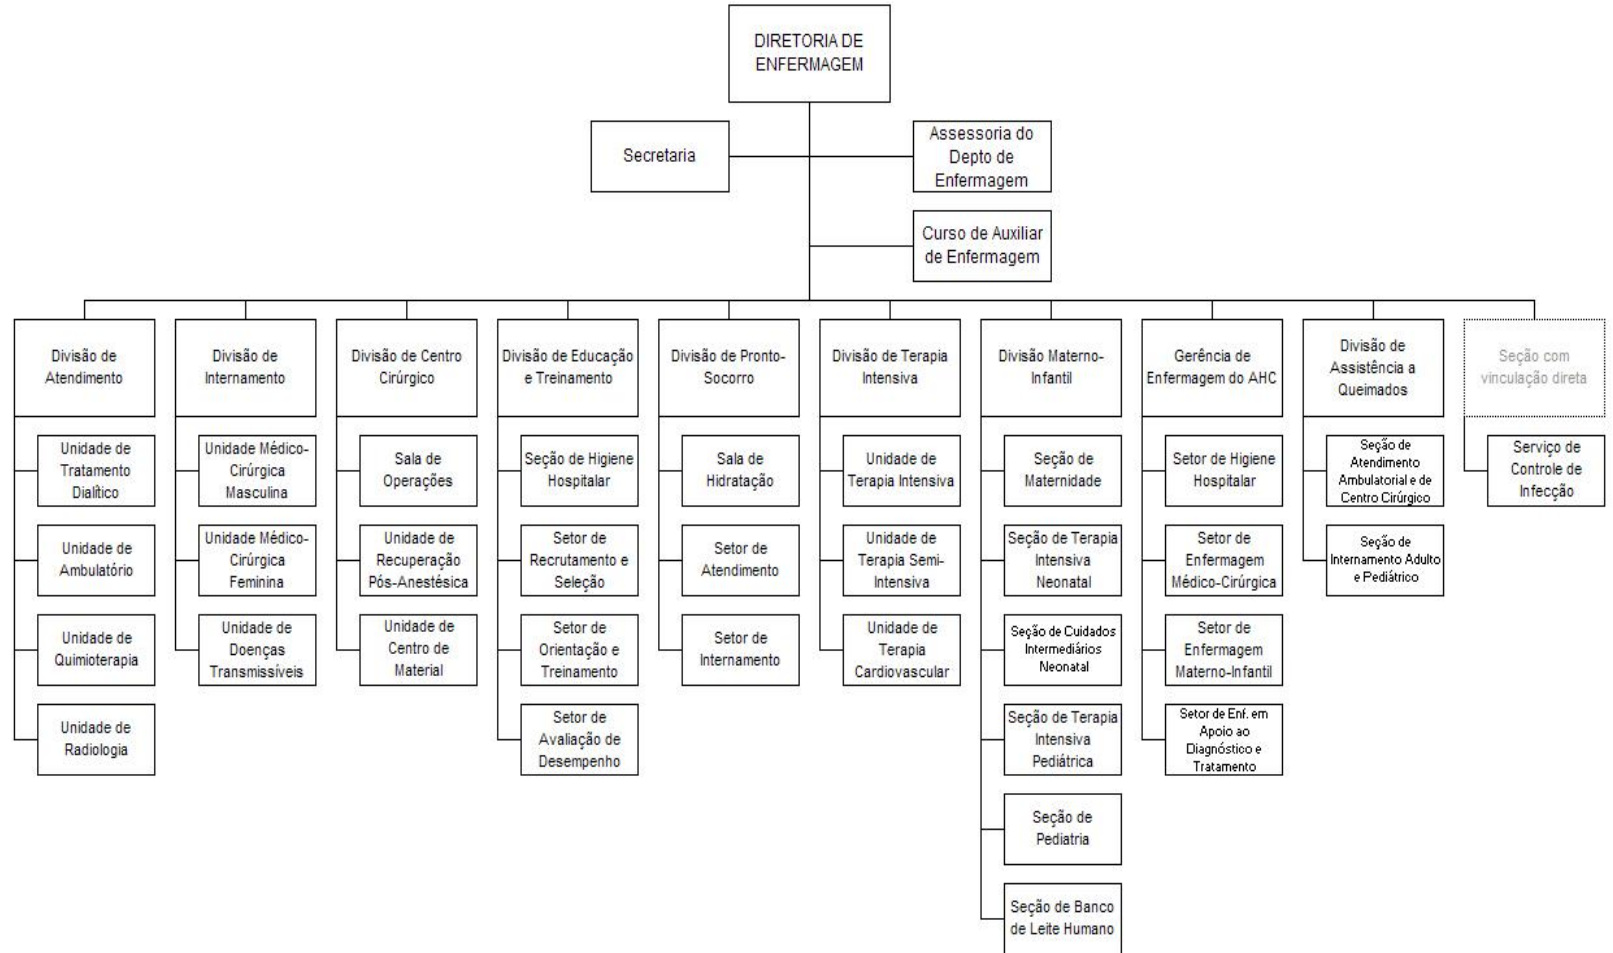 DIRETORIA DE
ENFERMAGEM
Secretaria
Assessoria do
Depto de
Enfermagem
Curso de Auxiliar
de Enfermagem
Divisão de
Atendimento
Unidade de
Tratamento
Dialítico
Unidade de
Ambulatório
Unidade de
Quimioterapia
Unidade de
Radiologia
Divisão de
Internamento
Unidade Médico-
Cirúrgica
Masculina
Unidade Médico-
Cirúrgica
Feminina
Unidade de
Doenças
Transmissíveis
Divisão de Centro
Cirúrgico
Sala de
Operações
Unidade de
Recuperação
Pós-Anestésica
Unidade de
Centro de
Material
Divisão de Educação
e Treinamento
Seção de Higiene
Hospitalar
Setor de
Recrutamento e
Seleção
Setor de
Orientação e
Treinamento
Setor de
Avaliação de
Desempenho
Divisão de Pronto-
Socorro
Sala de
Hidratação
Setor de
Atendimento
Setor de
Internamento
Divisão de Terapia
Intensiva
Unidade de
Terapia Intensiva
Unidade de
Terapia Semi-
Intensiva
Unidade de
Terapia
Cardiovascular
Divisão Materno-
Infantil
Seção de
Maternidade
Seção de Terapia
Intensiva
Neonatal
Seção de Cuidados
Intermediários
Neonatal
Seção de Terapia
Intensiva
Pediátrica
Seção de
Pediatria
Seção de Banco
de Leite Humano
Gerência de
Enfermagem do AHC
Setor de Higiene
Hospitalar
Setor de
Enfermagem
Médico-Cirúrgica
Setor de
Enfermagem
Materno-Infantil
Setor de Enf. em
Apoio ao
Diagnóstico e
Tratamento
Divisão de
Assistência a
Queimados
Seção de
Atendimento
Ambulatorial e de
Centro Cirúrgico
Seção de
Internamento Adulto
e Pediátrico
Seção com
vinculação direta
Serviço de
Controle de
Infecção